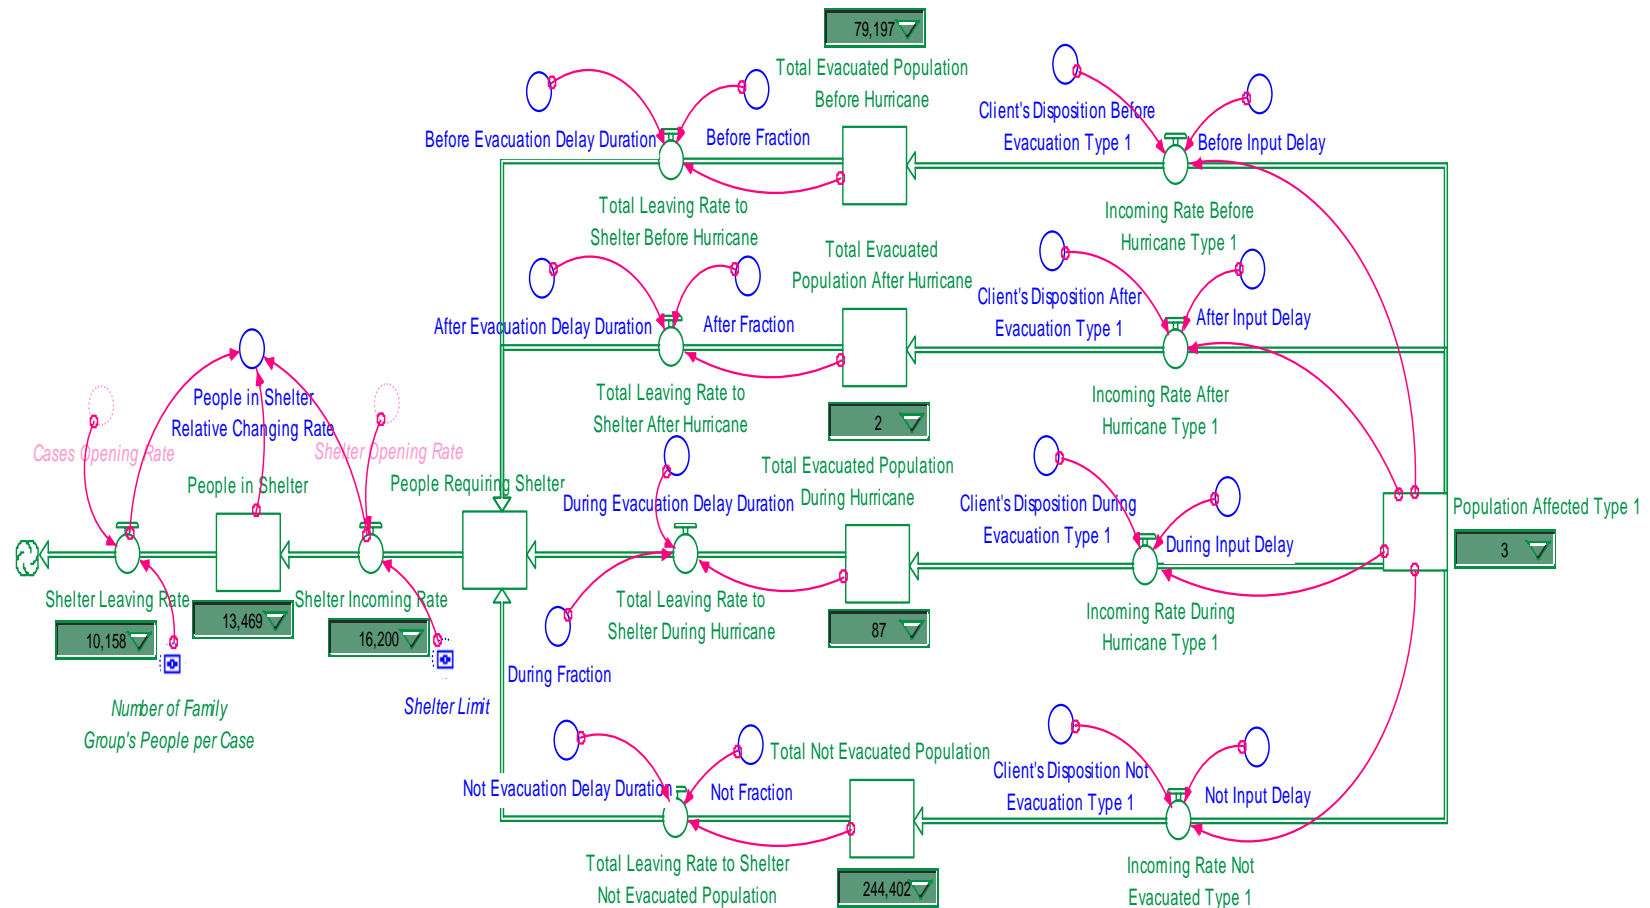 79,197
Total Evacuated Population
Before Hurricane
Client's Disposition Before
Evacuation Type 1
Before Input Delay
Before Evacuation Delay Duration
Before Fraction
Total Leaving Rate to
Shelter Before Hurricane
Incoming Rate Before
Hurricane Type 1
Total Evacuated
Population After Hurricane
Client's Disposition After
Evacuation Type 1
After Input Delay
After Evacuation Delay Duration
After Fraction
Total Leaving Rate to
Shelter After Hurricane
2
Incoming Rate After
Hurricane Type 1
People in Shelter
Relative Changing Rate
Cases Opening Rate
Shelter Opening Rate
People in Shelter
People Requiring Shelter
Total Evacuated Population
During Hurricane
During Evacuation Delay Duration
Client's Disposition During
Evacuation Type 1
During Input Delay
Population Affected Type 1
3
Shelter Leaving Rate
10,158
13,469
Shelter Incoming Rate
16,200
Total Leaving Rate to
Shelter During Hurricane
87
Incoming Rate During
Hurricane Type 1
During Fraction
Number of Family
Group's People per Case
Shelter Limit
Not Evacuation Delay Duration
Not Fraction
Total Not Evacuated Population
Client's Disposition Not
Evacuation Type 1
Not Input Delay
Total Leaving Rate to Shelter
Not Evacuated Population
244,402
Incoming Rate Not
Evacuated Type 1